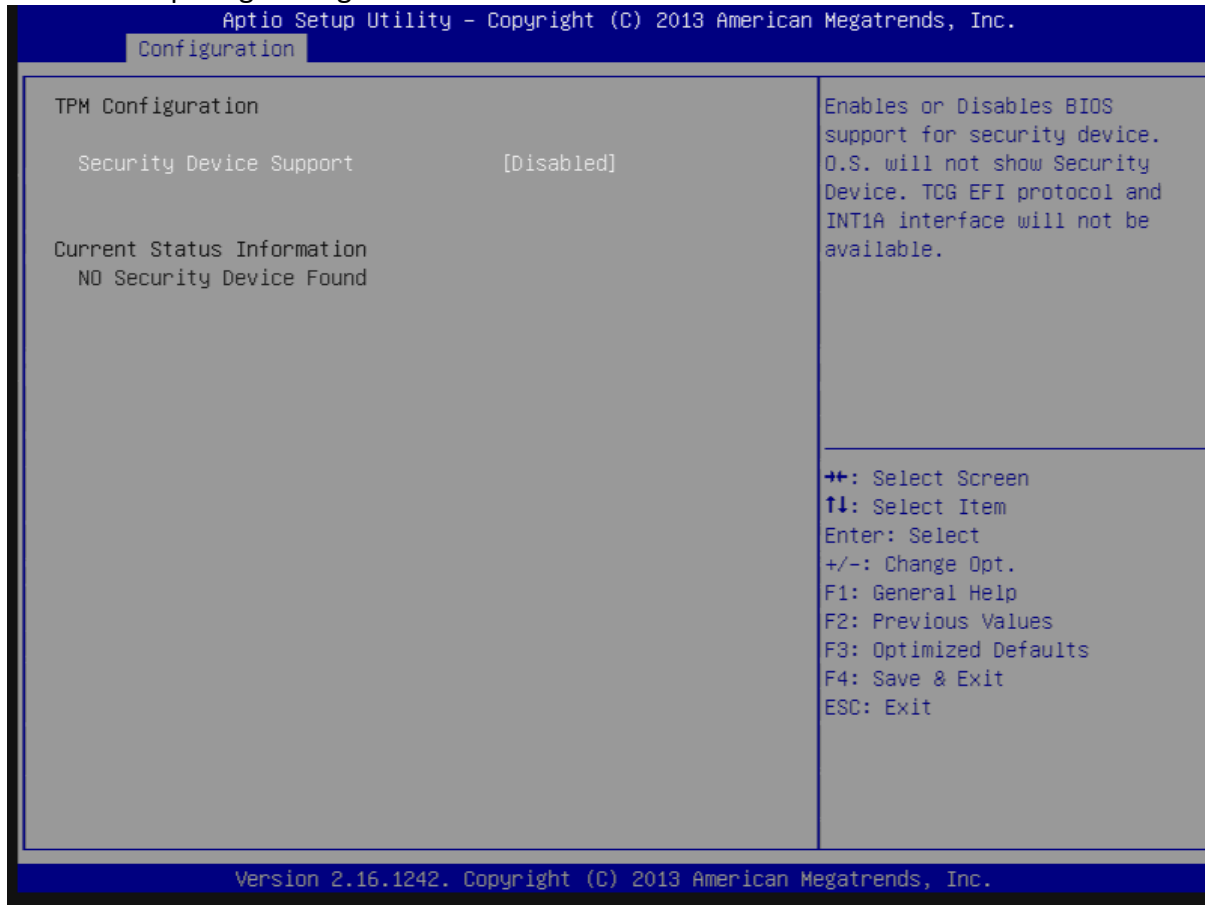 Aptio Setup Utility – Copyright (C) 2013 American Megatrends, Inc.
Configuration
TPM Configuration
Security Device Support [Disabled]
Current Status Information
NO Security Device Found
Enables or Disables BIOS
support for security device.
O.S. will not show Security
Device. TCG EFI protocol and
INT1A interface will not be
available.
→←: Select Screen
↑↓: Select Item
Enter: Select
+/-: Change Opt.
F1: General Help
F2: Previous Values
F3: Optimized Defaults
F4: Save & Exit
ESC: Exit
Version 2.16.1242. Copyright (C) 2013 American Megatrends, Inc.